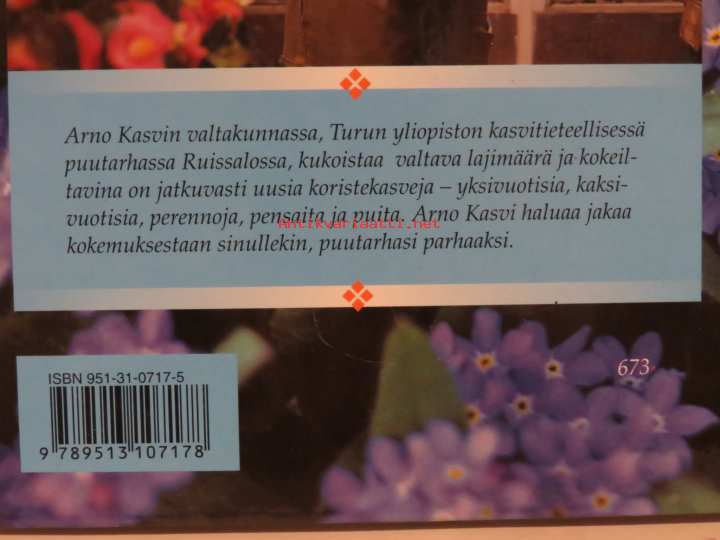 Arno Kasvin valtakunnassa, Turun yliopiston kasvitieteellisessä
puutarhassa Ruissalossa, kukoistaa valtava lajimäärä ja kokeil-
tavina on jatkuvasti uusia koristekasveja – yksivuotisia, kaksi-
vuotisia, perennoja, pensaita ja puita. Arno Kasvi haluaa jakaa
Antikvariaatti.net
kokemuksestaan sinullekin, puutarhasi parhaaksi.
673
ISBN 951-31-0717-5
9 789513 107178